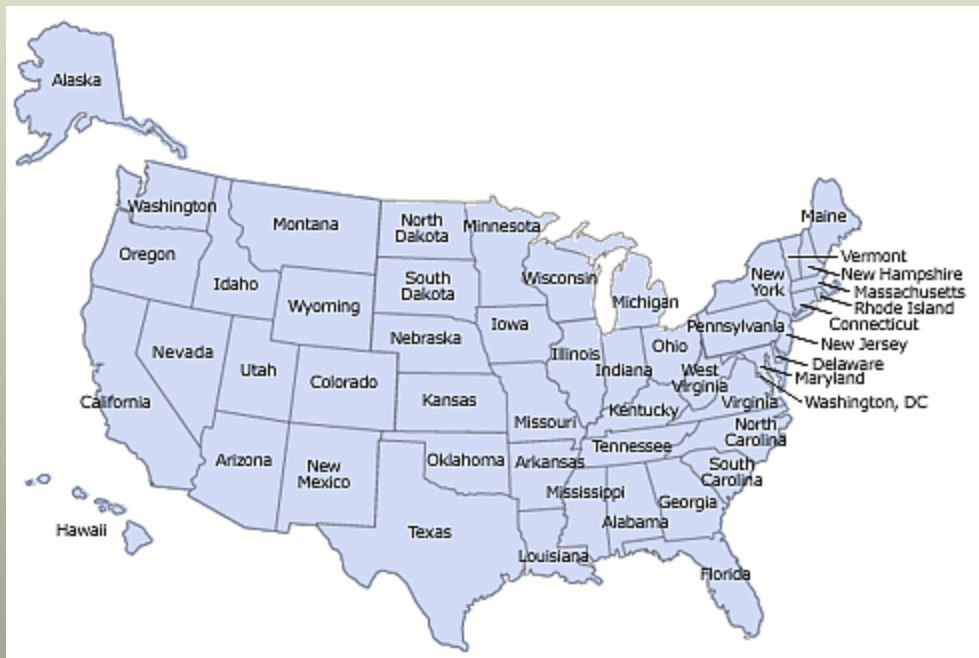 Alaska
Washington
Montana
North
Dakota
Minnesota
Maine
Oregon
Idaho
Wyoming
South
Dakota
Wisconsin
Michigan
New
York
Vermont
New Hampshire
Massachusetts
Rhode Island
Connecticut
New Jersey
Delaware
Maryland
Washington, DC
Nevada
Utah
Colorado
Nebraska
Iowa
Illinois
Indiana
Ohio
Pennsylvania
California
Kansas
Missouri
Kentucky
West
Virginia
Virginia
Arizona
New
Mexico
Oklahoma
Arkansas
Tennessee
North
Carolina
South
Carolina
Hawaii
Texas
Louisiana
Mississippi
Alabama
Georgia
Florida